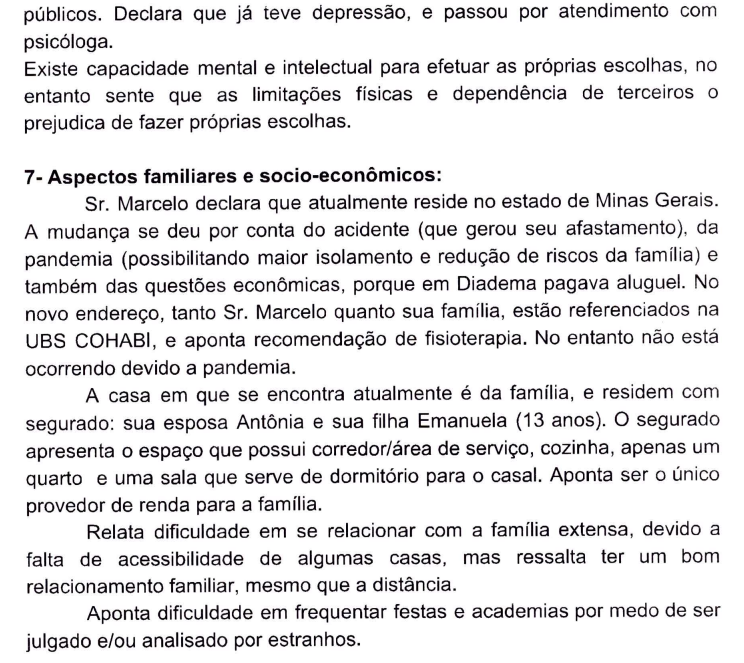 públicos. Declara que já teve depressão, e passou por atendimento com
psicóloga.
Existe capacidade mental e intelectual para efetuar as próprias escolhas, no
entanto sente que as limitações físicas e dependência de terceiros o
prejudica de fazer próprias escolhas.
7- Aspectos familiares e socio-econômicos:
Sr. Marcelo declara que atualmente reside no estado de Minas Gerais.
A mudança se deu por conta do acidente (que gerou seu afastamento), da
pandemia (possibilitando maior isolamento e redução de riscos da família) e
também das questões econômicas, porque em Diadema pagava aluguel. No
novo endereço, tanto Sr. Marcelo quanto sua família, estão referenciados na
UBS COHABI, e aponta recomendação de fisioterapia. No entanto não está
ocorrendo devido a pandemia.
A casa em que se encontra atualmente é da família, e residem com
segurado: sua esposa Antônia e sua filha Emanuela (13 anos). O segurado
apresenta o espaço que possui corredor/área de serviço, cozinha, apenas um
quarto e uma sala que serve de dormitório para o casal. Aponta ser o único
provedor de renda para a família.
Relata dificuldade em se relacionar com a família extensa, devido a
falta de acessibilidade de algumas casas, mas ressalta ter um bom
relacionamento familiar, mesmo que a distância.
Aponta dificuldade em frequentar festas e academias por medo de ser
julgado e/ou analisado por estranhos.